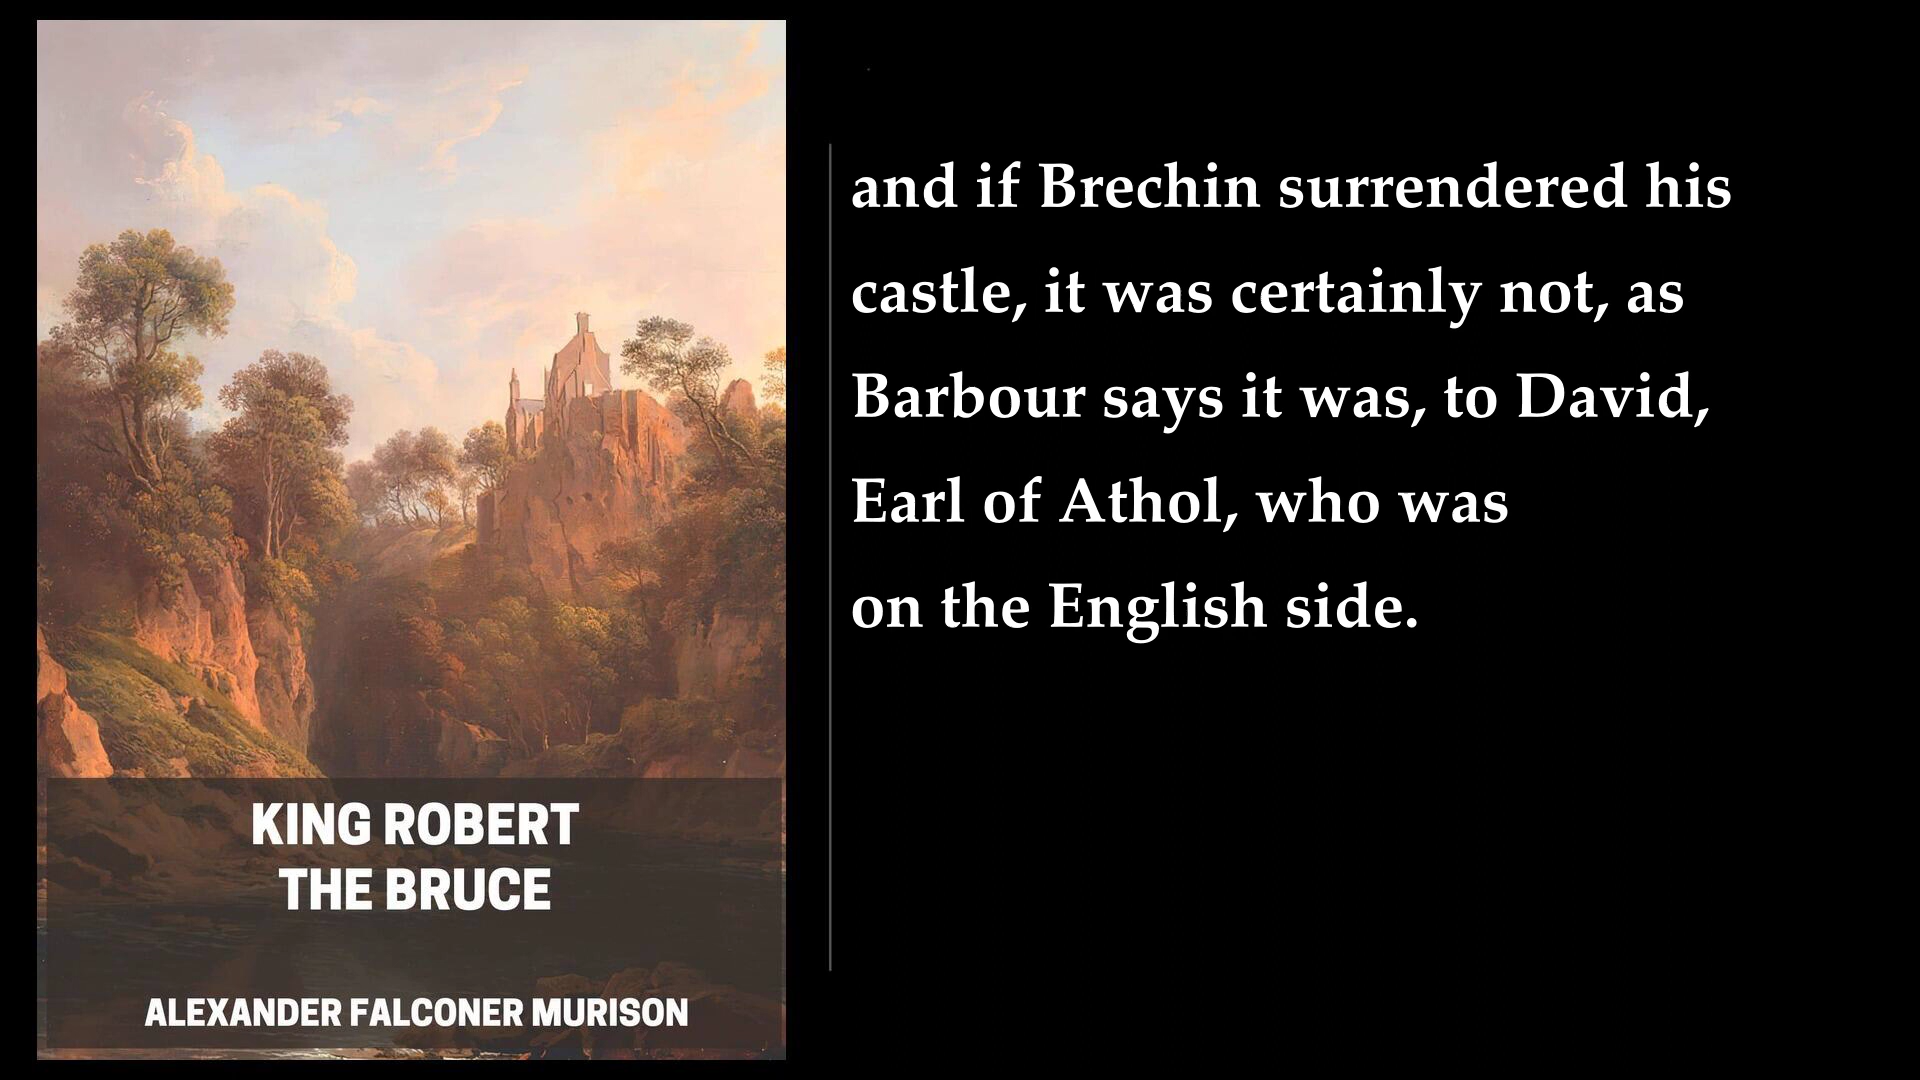 KING ROBERT
THE BRUCE
ALEXANDER FALCONER MURISON
and if Brechin surrendered his
castle, it was certainly not, as
Barbour says it was, to David,
Earl of Athol, who was
on the English side.